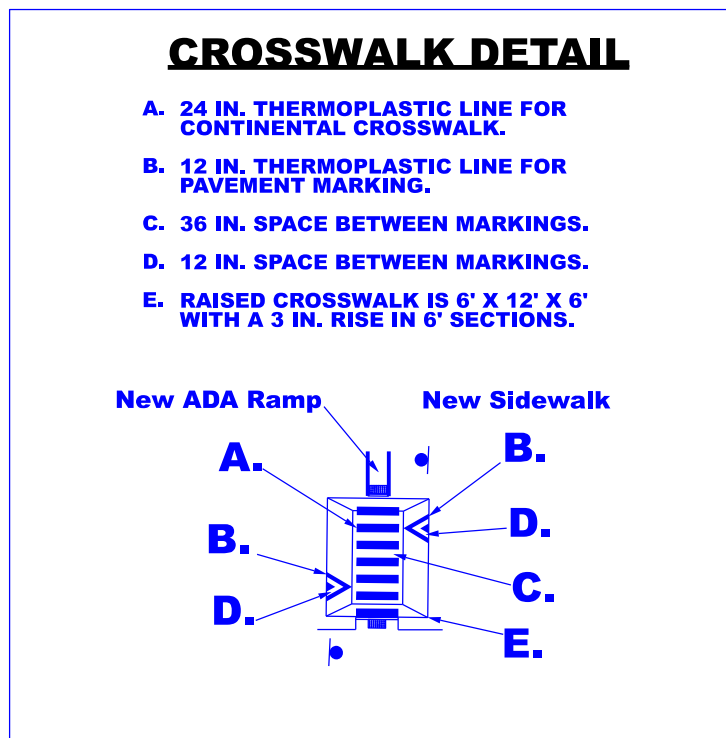 CROSSWALK DETAIL
A. 24 IN. THERMOPLASTIC LINE FOR
CONTINENTAL CROSSWALK.
B. 12 IN. THERMOPLASTIC LINE FOR
PAVEMENT MARKING.
C. 36 IN. SPACE BETWEEN MARKINGS.
D. 12 IN. SPACE BETWEEN MARKINGS.
E. RAISED CROSSWALK IS 6' X 12' X 6'
WITH A 3 IN. RISE IN 6' SECTIONS.
New ADA Ramp
New Sidewalk
A.
B.
D.
B.
C.
D.
E.